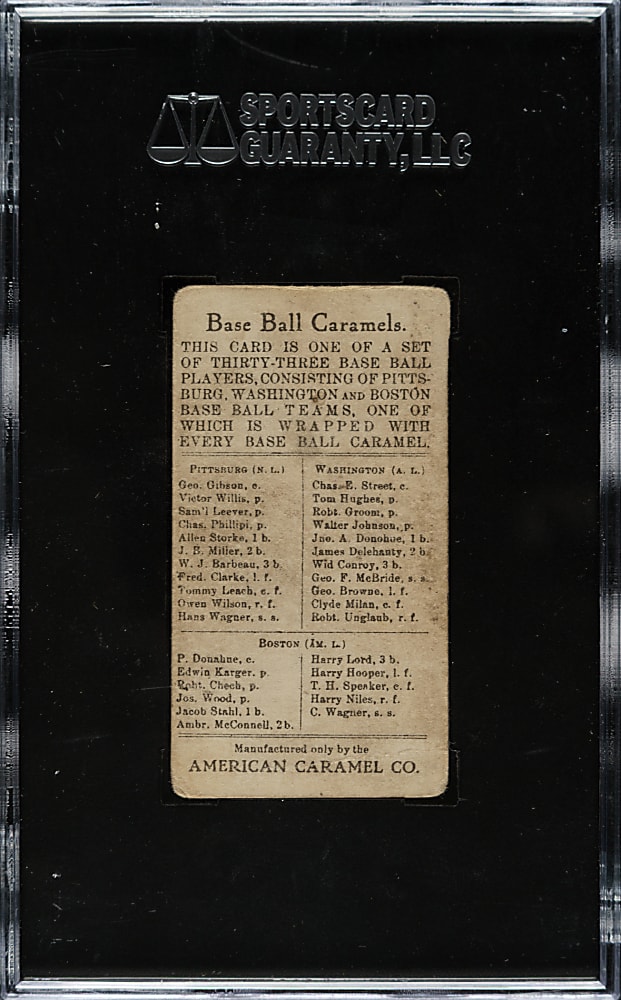 SPORTSCARD
GUARANTY, LLC
Base Ball Caramels.
THIS CARD IS ONE OF A SET
OF THIRTY-THREE BASE BALL
PLAYERS, CONSISTING OF PITTS-
BURG, WASHINGTON AND BOSTON
BASE BALL TEAMS, ONE OF
WHICH IS WRAPPED WITH
EVERY BASE BALL CARAMEL.
PITTSBURG (N. L.)
Geo. Gibson, c.
Victor Willis, p.
Sam'l Leever, p.
Chas. Phillipi, p.
Allen Storke, 1 b.
J. B. Miller, 2 b.
W. J. Barbeau, 3 b.
Fred. Clarke, l. f.
Tommy Leach, c. f.
Owen Wilson, r. f.
Hans Wagner, s. s.
WASHINGTON (A. L.)
Chas. E. Street, c.
Tom Hughes, p.
Robt. Groom, p.
Walter Johnson, p.
Jno. A. Donohue, 1 b.
James Delehanty, 2 b.
Wid Conroy, 3 b.
Geo. F. McBride, s. s.
Geo. Browne, l. f.
Clyde Milan, c. f.
Robt. Unglaub, r. f.
BOSTON (AM. L.)
P. Donahue, c.
Edwin Karger. p.
Robt. Chech, p.
Jos. Wood, p.
Jacob Stahl, 1 b.
Ambr. McConnell, 2 b.
Harry Lord, 3 b.
Harry Hooper, l. f.
T. H. Speaker, c. f.
Harry Niles, r. f.
C. Wagner, s. s.
Manufactured only by the
AMERICAN CARAMEL CO.